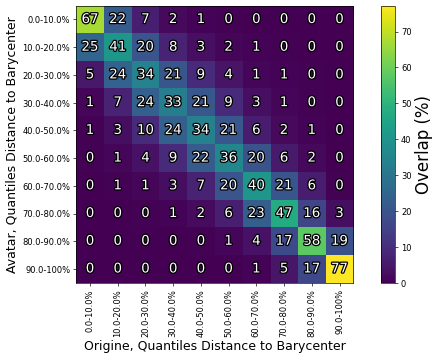 0.0-10.0% 67 22 7 2 1 0 0 0 0 0
10.0-20.0% 25 41 20 8 3 2 1 0 0 0
20.0-30.0% 5 24 34 21 9 4 1 1 0 0
30.0-40.0% 1 7 24 33 21 9 3 1 0 0
40.0-50.0% 1 3 10 24 34 21 6 2 1 0
50.0-60.0% 0 1 4 9 22 36 20 6 2 0
60.0-70.0% 0 1 1 3 7 20 40 21 6 0
70.0-80.0% 0 0 0 1 2 6 23 47 16 3
80.0-90.0% 0 0 0 0 0 1 4 17 58 19
90.0-100% 0 0 0 0 0 0 1 5 17 77
0.0-10.0% 10.0-20.0% 20.0-30.0% 30.0-40.0% 40.0-50.0% 50.0-60.0% 60.0-70.0% 70.0-80.0% 80.0-90.0% 90.0-100%
Origine, Quantiles Distance to Barycenter
Avatar, Quantiles Distance to Barycenter
70
60
50
40
30
20
10
0
Overlap (%)